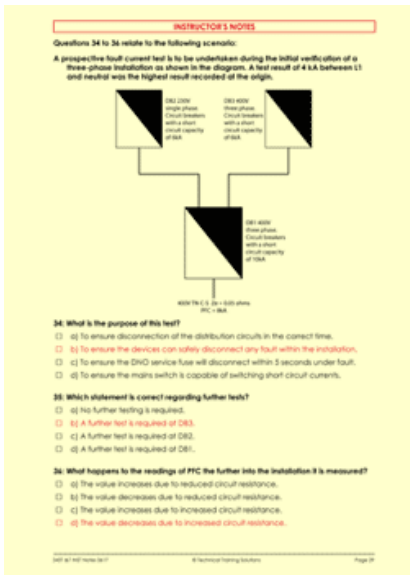 INSTRUCTOR'S NOTES
Questions 34 to 36 relate to the following scenario:
A prospective fault current test is to be undertaken during the initial verification of a
three-phase installation as shown in the diagram. A test result of 4 kA between L1
and neutral was the highest result recorded at the origin.
DB2 230V
single phase
Circuit breakers
with a short
circuit capacity
of 6kA
DB3 400V
three phase
Circuit breakers
with a short
circuit capacity
of 6kA
DB1 400V
three phase
Circuit breakers
with a short
circuit capacity
of 10kA
400V TN C S Ze = 0.05 ohms
PFC = 8kA
34: What is the purpose of this test?
a) To ensure disconnection of the distribution circuits in the correct time.
b) To ensure the devices can safely disconnect any fault within the installation.
c) To ensure the DNO service fuse will disconnect within 5 seconds under fault.
d) To ensure the mains switch is capable of switching short circuit currents.
35: Which statement is correct regarding further tests?
a) No further testing is required.
b) A further test is required at DB3.
c) A further test is required at DB2.
d) A further test is required at DB1.
36: What happens to the readings of PFC the further into the installation it is measured?
a) The value increases due to reduced circuit resistance.
b) The value decreases due to reduced circuit resistance.
c) The value increases due to increased circuit resistance.
d) The value decreases due to increased circuit resistance.
© Technical Training Solutions
Page 29